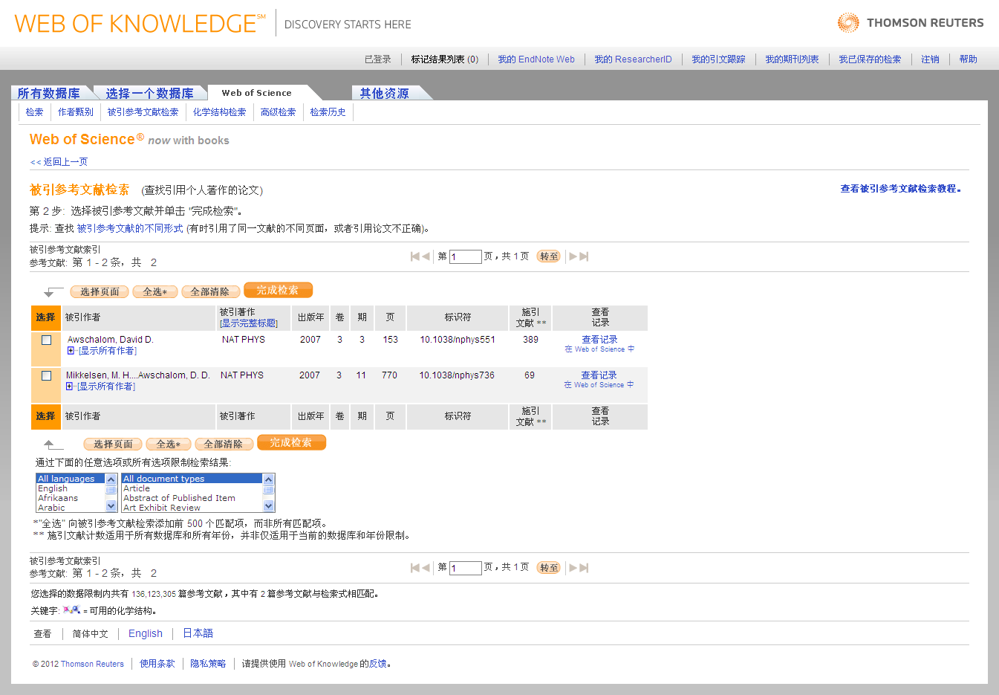 WEB OF KNOWLEDGE℠ DISCOVERY STARTS HERE THOMSON REUTERS
已登录 标记结果列表 (0) 我的 EndNote Web 我的 ResearcherID 我的引文跟踪 我的期刊列表 我已保存的检索 注销 帮助
所有数据库 选择一个数据库 Web of Science 其他资源
检索 作者甄别 被引参考文献检索 化学结构检索 高级检索 检索历史
Web of Science® now with books
<< 返回上一页
被引参考文献检索 (查找引用个人著作的论文) 查看被引参考文献检索教程。
第 2 步: 选择被引参考文献并单击 "完成检索"。
提示: 查找 被引参考文献的不同形式 (有时引用了同一文献的不同页面，或者引用论文不正确)。
被引参考文献索引
参考文献: 第 1 - 2 条，共 2 第 1 页，共 1 页 转至
选择页面 全选* 全部清除 完成检索
选择 被引作者 被引著作 [显示完整标题] 出版年 卷 期 页 标识符 施引文献 ** 查看记录
Awschalom, David D. NAT PHYS 2007 3 3 153 10.1038/nphys551 389 查看记录
[显示所有作者] 在 Web of Science 中
Mikkelsen, M. H....Awschalom, D. D. NAT PHYS 2007 3 11 770 10.1038/nphys736 69 查看记录
[显示所有作者] 在 Web of Science 中
选择 被引作者 被引著作 出版年 卷 期 页 标识符 施引文献 ** 查看记录
选择页面 全选* 全部清除 完成检索
通过下面的任意选项或所有选项限制检索结果:
All languages All document types
English Article
Afrikaans Abstract of Published Item
Arabic Art Exhibit Review
*"全选" 向被引参考文献检索添加前 500 个匹配项，而非所有匹配项。
** 施引文献计数适用于所有数据库和所有年份，并非仅适用于当前的数据库和年份限制。
被引参考文献索引
参考文献: 第 1 - 2 条，共 2 第 1 页，共 1 页 转至
您选择的数据限制内共有 136,123,305 篇参考文献，其中有 2 篇参考文献与检索式相匹配。
关键字: = 可用的化学结构。
查看 简体中文 English 日本語
© 2012 Thomson Reuters 使用条款 隐私策略 请提供使用 Web of Knowledge 的反馈。